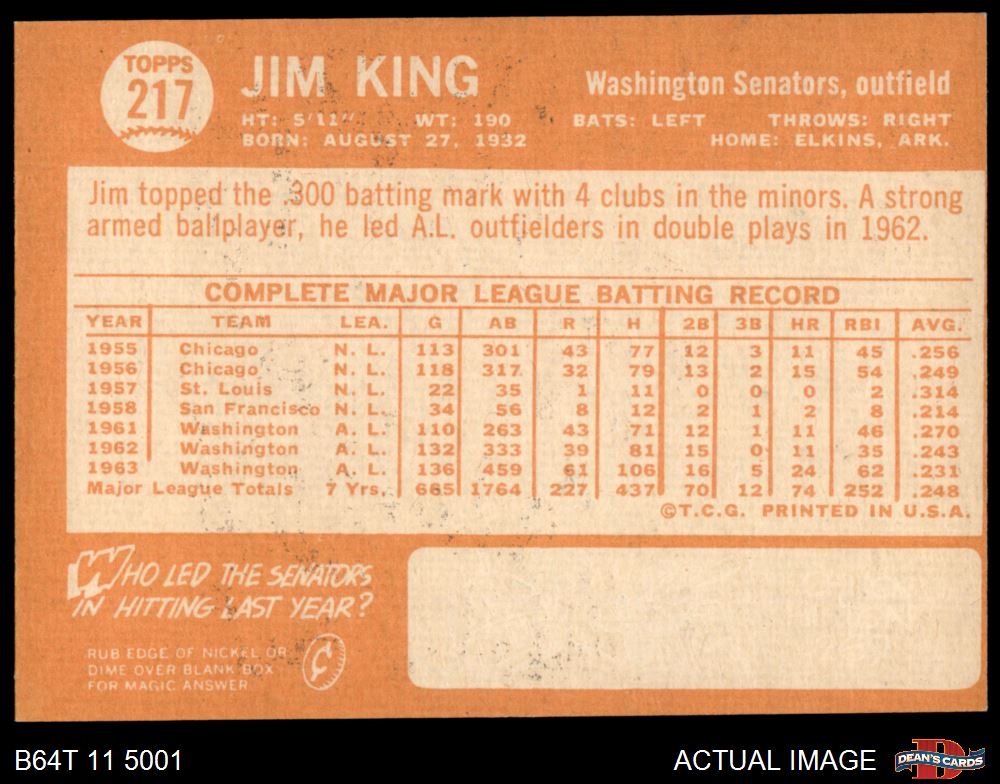 TOPPS
217
JIM KING
Washington Senators, outfield
HT: 5'11" WT: 190 BATS: LEFT THROWS: RIGHT
BORN: AUGUST 27, 1932 HOME: ELKINS, ARK.
Jim topped the .300 batting mark with 4 clubs in the minors. A strong
armed ballplayer, he led A.L. outfielders in double plays in 1962.
COMPLETE MAJOR LEAGUE BATTING RECORD
YEAR TEAM LEA. G AB R H 2B 3B HR RBI AVG.
1955 Chicago N. L. 113 301 43 77 12 3 11 45 .256
1956 Chicago N. L. 118 317 32 79 13 2 15 54 .249
1957 St. Louis N. L. 22 35 1 11 0 0 0 2 .314
1958 San Francisco N. L. 34 56 8 12 2 1 2 8 .214
1961 Washington A. L. 110 263 43 71 12 1 11 46 .270
1962 Washington A. L. 132 333 39 81 15 0 11 35 .243
1963 Washington A. L. 136 459 61 106 16 5 24 62 .231
Major League Totals 7 Yrs. 665 1764 227 437 70 12 74 252 .248
©T.C.G. PRINTED IN U.S.A.
WHO LED THE SENATORS
IN HITTING LAST YEAR?
RUB EDGE OF NICKEL OR
DIME OVER BLANK BOX
FOR MAGIC ANSWER
B64T 11 5001
ACTUAL IMAGE
DEAN'S CARDS